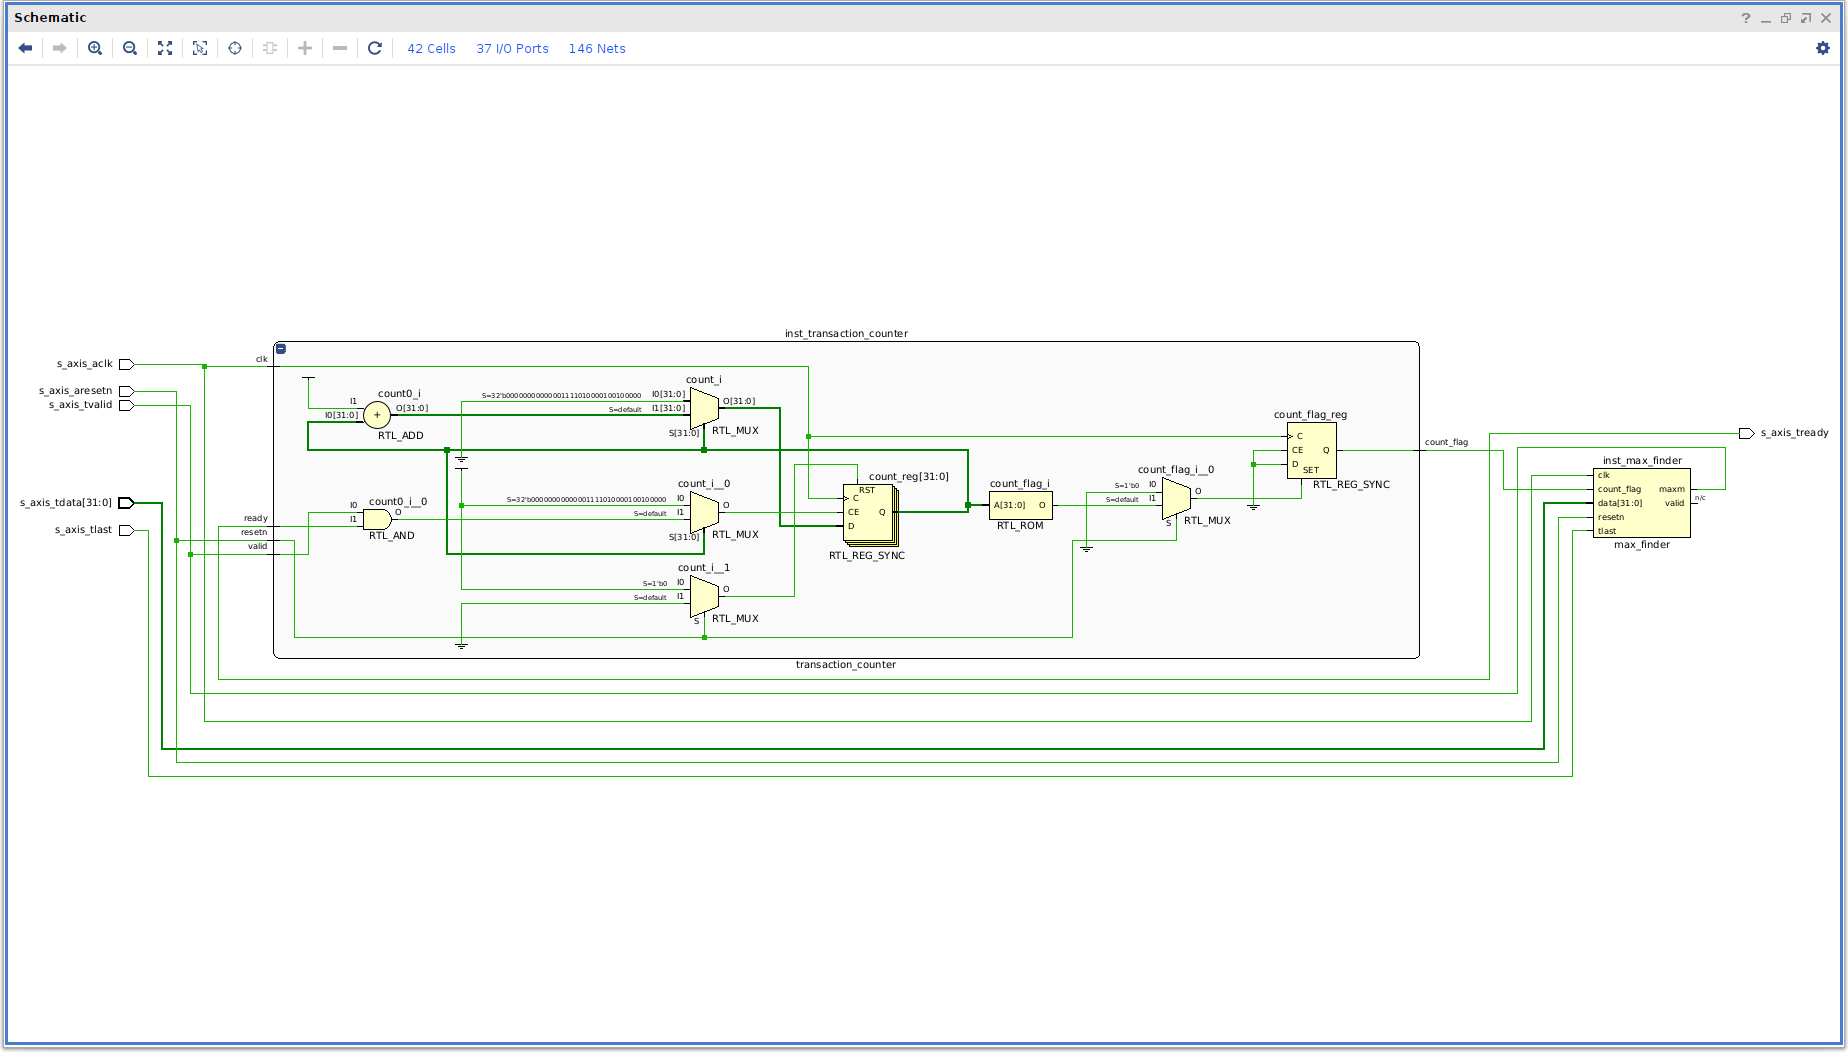 Schematic
42 Cells 37 I/O Ports 146 Nets
inst_transaction_counter
s_axis_aclk
s_axis_aresetn
s_axis_tvalid
s_axis_tdata[31:0]
s_axis_tlast
clk
ready
resetn
valid
count0_i
I1
I0[31:0]
+
O[31:0]
RTL_ADD
count0_i__0
I0
I1
O
RTL_AND
count_i
S=32'b00000000000000111101000010010000 I0[31:0]
S=default I1[31:0]
O[31:0]
S[31:0]
RTL_MUX
count_i__0
I0
S=default I1
O
S[31:0]
RTL_MUX
count_i__1
S=1'b0 I0
S=default I1
O
S
RTL_MUX
count_reg[31:0]
RST
C
CE
Q
D
RTL_REG_SYNC
count_flag_i
A[31:0] O
RTL_ROM
count_flag_i__0
S=1'b0 I0
S=default I1
O
S
RTL_MUX
count_flag_reg
C
CE
Q
D
SET
RTL_REG_SYNC
count_flag
transaction_counter
s_axis_tready
inst_max_finder
clk
count_flag maxm
data[31:0] valid
n/c
resetn
tlast
max_finder